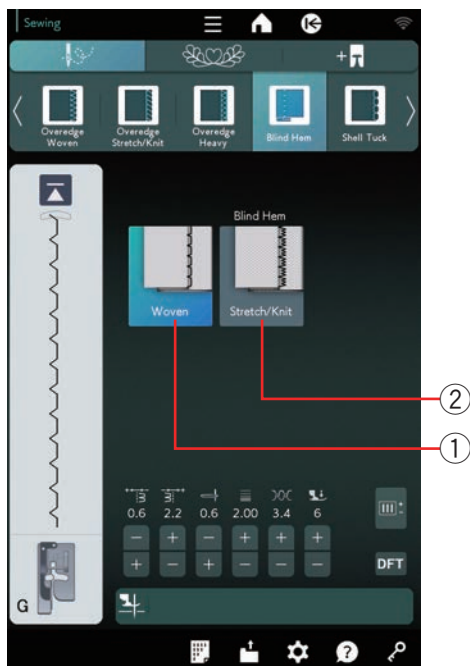 Sewing
Overedge
Woven
Overedge
Stretch/Knit
Overedge
Heavy
Blind Hem
Shell Tuck
Blind Hem
Woven
Stretch/Knit
②
①
0.6 2.2 0.6 2.00 3.4 6
− + − + + +
+ − + − − −
DFT
G
?